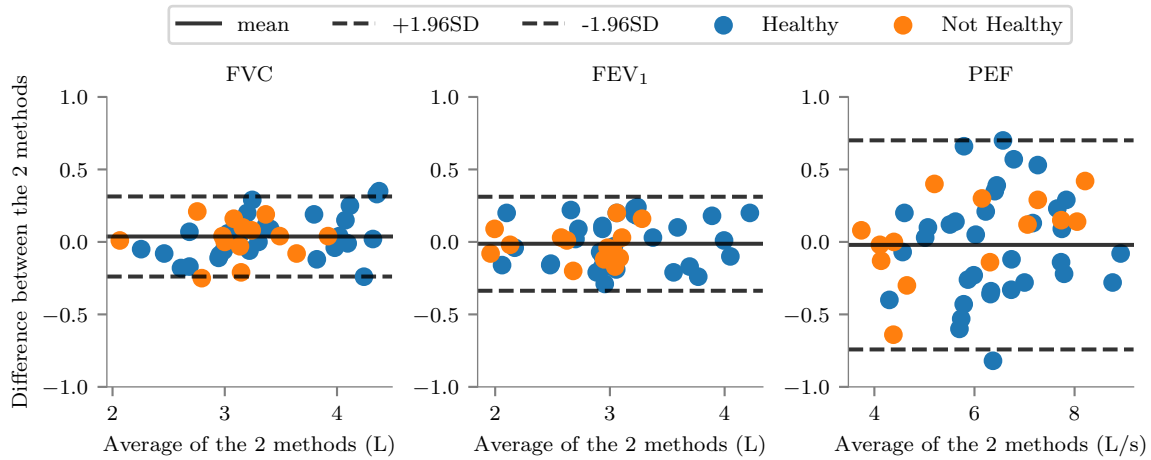 mean +1.96SD -1.96SD Healthy Not Healthy
FVC FEV₁ PEF
Difference between the 2 methods
1.0 1.0 1.0
0.5 0.5 0.5
0.0 0.0 0.0
−0.5 −0.5 −0.5
−1.0 −1.0 −1.0
2 3 4 2 3 4 4 6 8
Average of the 2 methods (L) Average of the 2 methods (L) Average of the 2 methods (L/s)